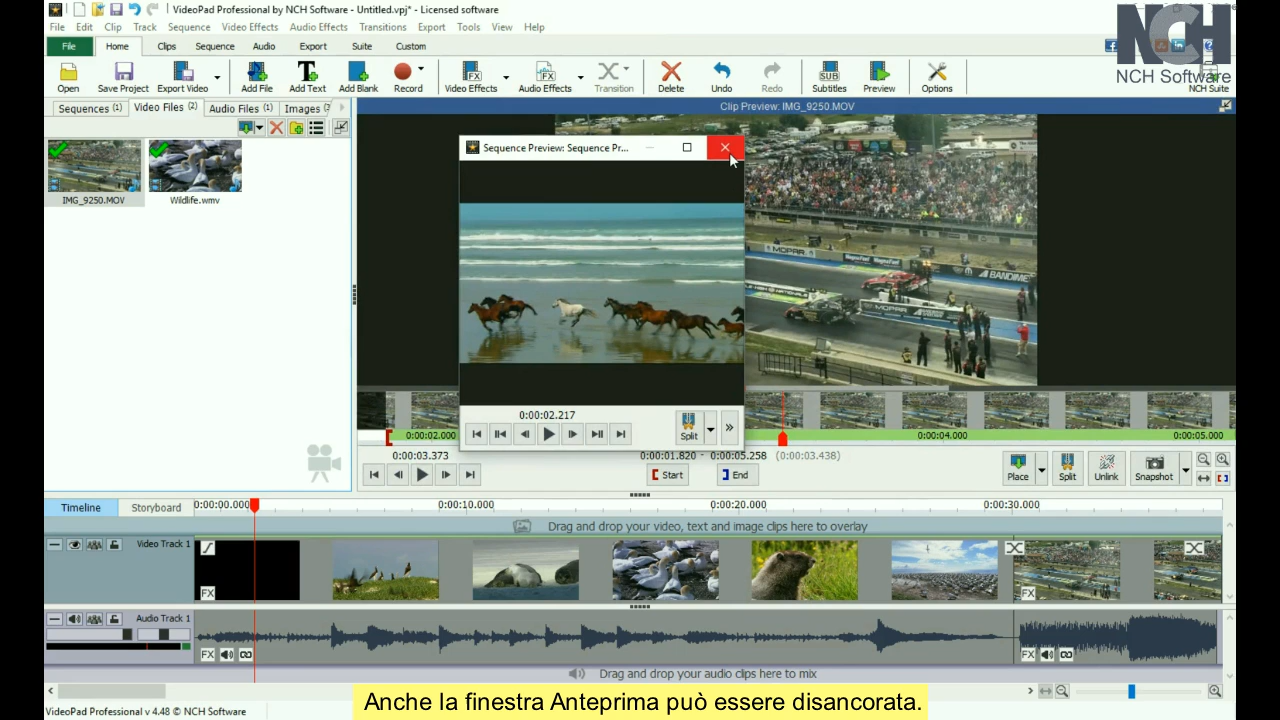 VideoPad Professional by NCH Software - Untitled.vpj* - Licensed software
File Edit Clip Track Sequence Video Effects Audio Effects Transitions Export Tools View Help
File Home Clips Sequence Audio Export Suite Custom
NCH
NCH Software
Open Save Project Export Video Add File Add Text Add Blank Record Video Effects Audio Effects Transition Delete Undo Redo Subtitles Preview Options NCH Suite
Sequences (1) Video Files (2) Audio Files (1) Images
Clip Preview: IMG_9250.MOV
Sequence Preview: Sequence Pr...
IMG_9250.MOV Wildlife.wmv
MOPAR
BANDIMERE
MOPAR
0:00:02.217
Split
0:00:02.000 0:00:04.000 0:00:05.000
0:00:03.373 0:00:01.820 - 0:00:05.258 (0:00:03.438)
Start End
Place Split Unlink Snapshot
Timeline Storyboard 0:00:00.000 0:00:10.000 0:00:20.000 0:00:30.000
Drag and drop your video, text and image clips here to overlay
Video Track 1
FX FX
Audio Track 1
FX FX
Drag and drop your audio clips here to mix
Anche la finestra Anteprima può essere disancorata.
VideoPad Professional v 4.48 © NCH Software